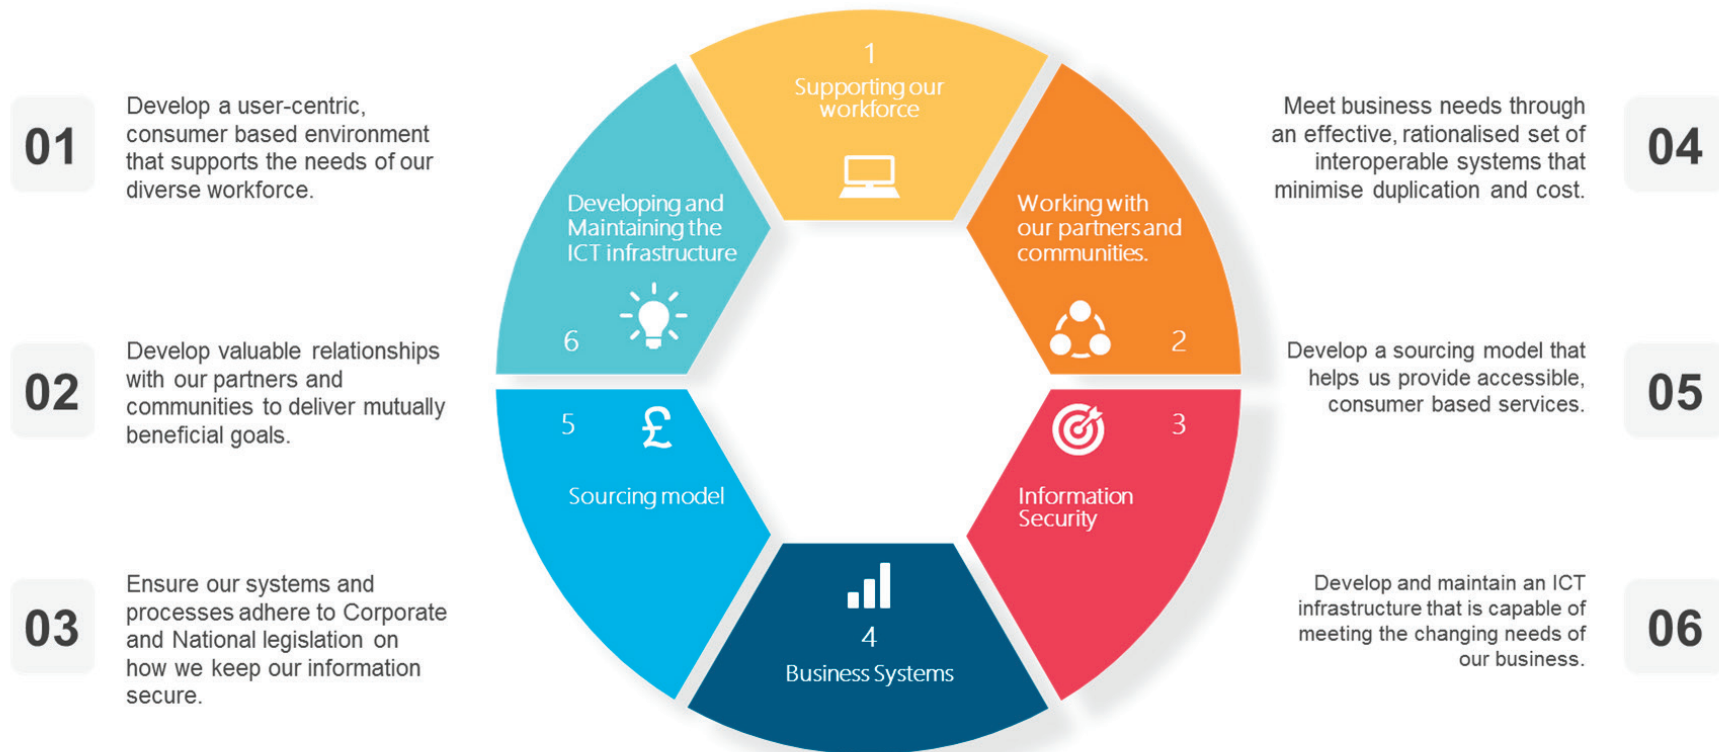 01
Develop a user-centric,
consumer based environment
that supports the needs of our
diverse workforce.
02
Develop valuable relationships
with our partners and
communities to deliver mutually
beneficial goals.
03
Ensure our systems and
processes adhere to Corporate
and National legislation on
how we keep our information
secure.
1
Supporting our
workforce
Working with
our partners and
communities.
2
3
Information
Security
4
Business Systems
5
£
Sourcing model
Developing and
Maintaining the
ICT infrastructure
6
Meet business needs through
an effective, rationalised set of
interoperable systems that
minimise duplication and cost.
04
Develop a sourcing model that
helps us provide accessible,
consumer based services.
05
Develop and maintain an ICT
infrastructure that is capable of
meeting the changing needs of
our business.
06